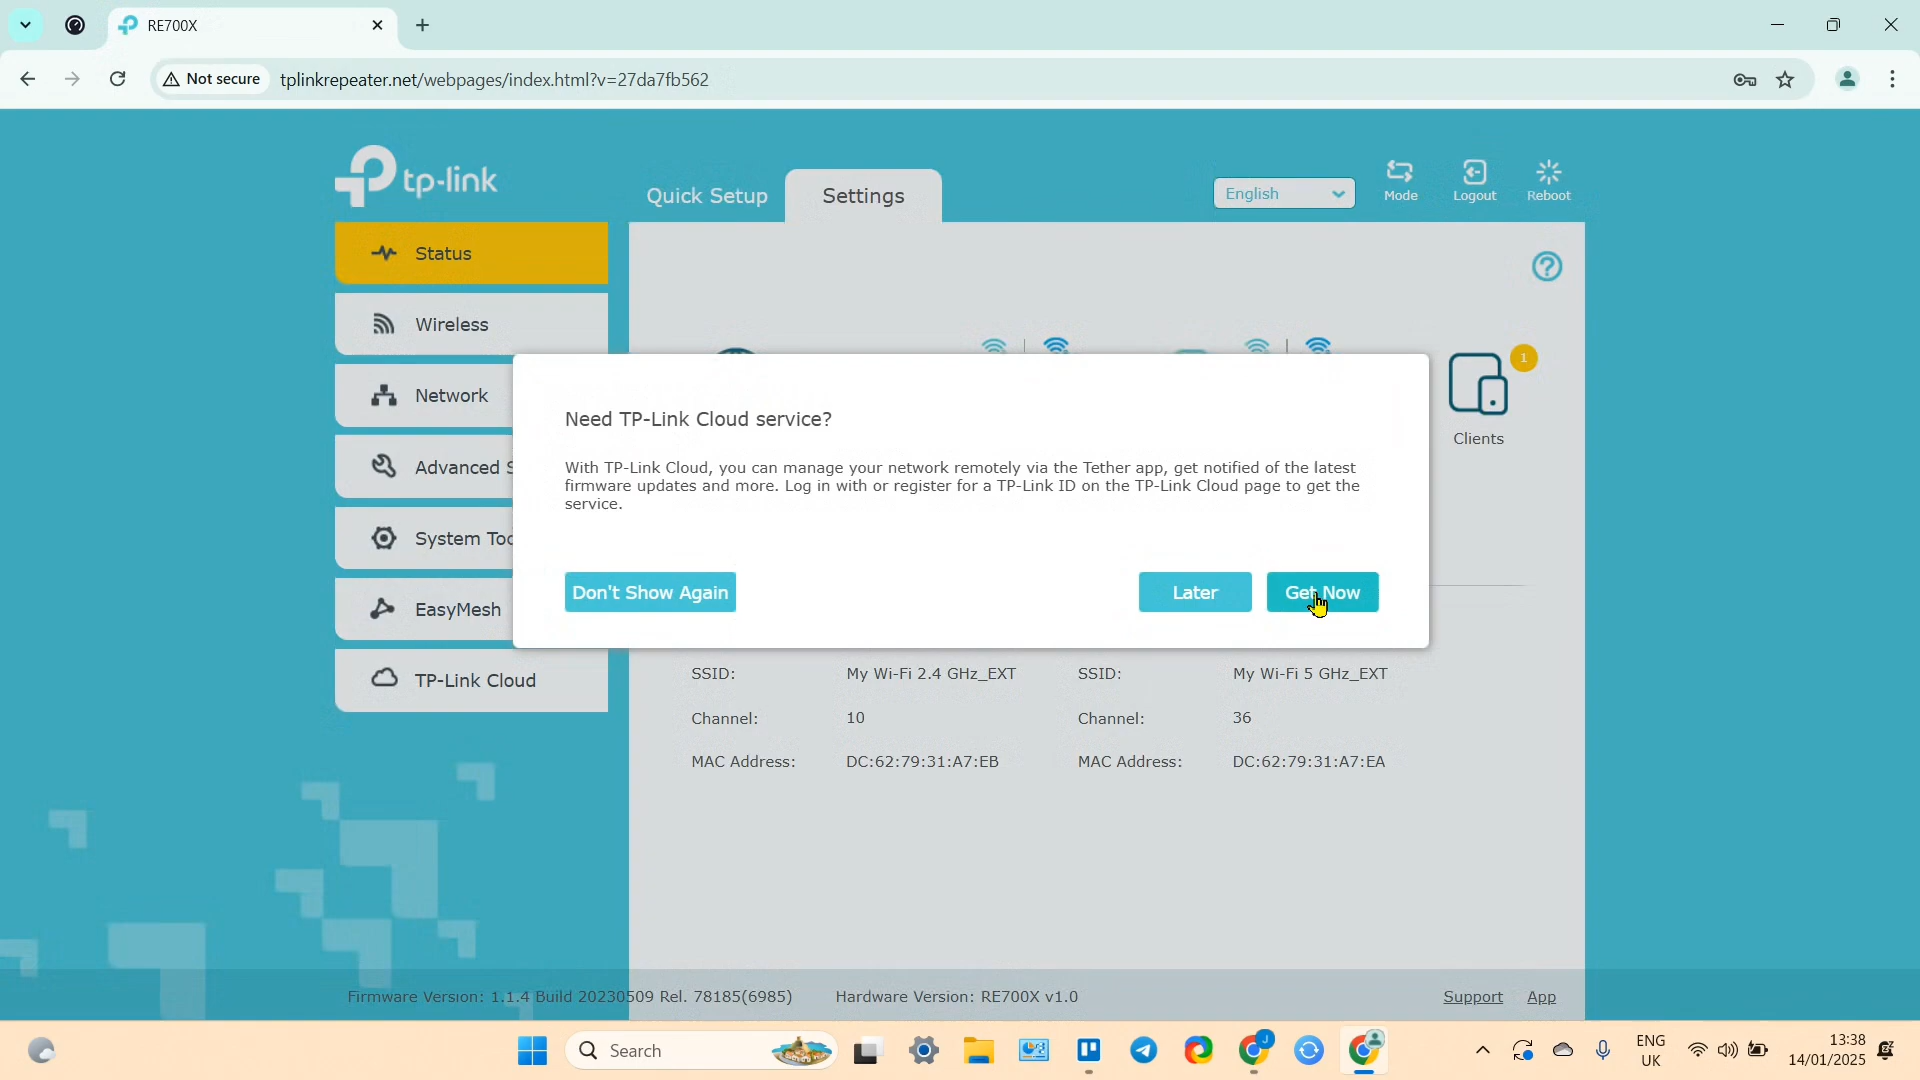 RE700X
Not secure
tplinkrepeater.net/webpages/index.html?v=27da7fb562
tp-link
Quick Setup
Settings
English
Mode
Logout
Reboot
Status
Wireless
Network
Advanced S
System Too
EasyMesh
TP-Link Cloud
1
Clients
Need TP-Link Cloud service?
With TP-Link Cloud, you can manage your network remotely via the Tether app, get notified of the latest
firmware updates and more. Log in with or register for a TP-Link ID on the TP-Link Cloud page to get the
service.
Don't Show Again
Later
Get Now
SSID: My Wi-Fi 2.4 GHz_EXT SSID: My Wi-Fi 5 GHz_EXT
Channel: 10 Channel: 36
MAC Address: DC:62:79:31:A7:EB MAC Address: DC:62:79:31:A7:EA
Firmware Version: 1.1.4 Build 20230509 Rel. 78185(6985) Hardware Version: RE700X v1.0
Support App
Search
J
ENG
UK
13:38
14/01/2025